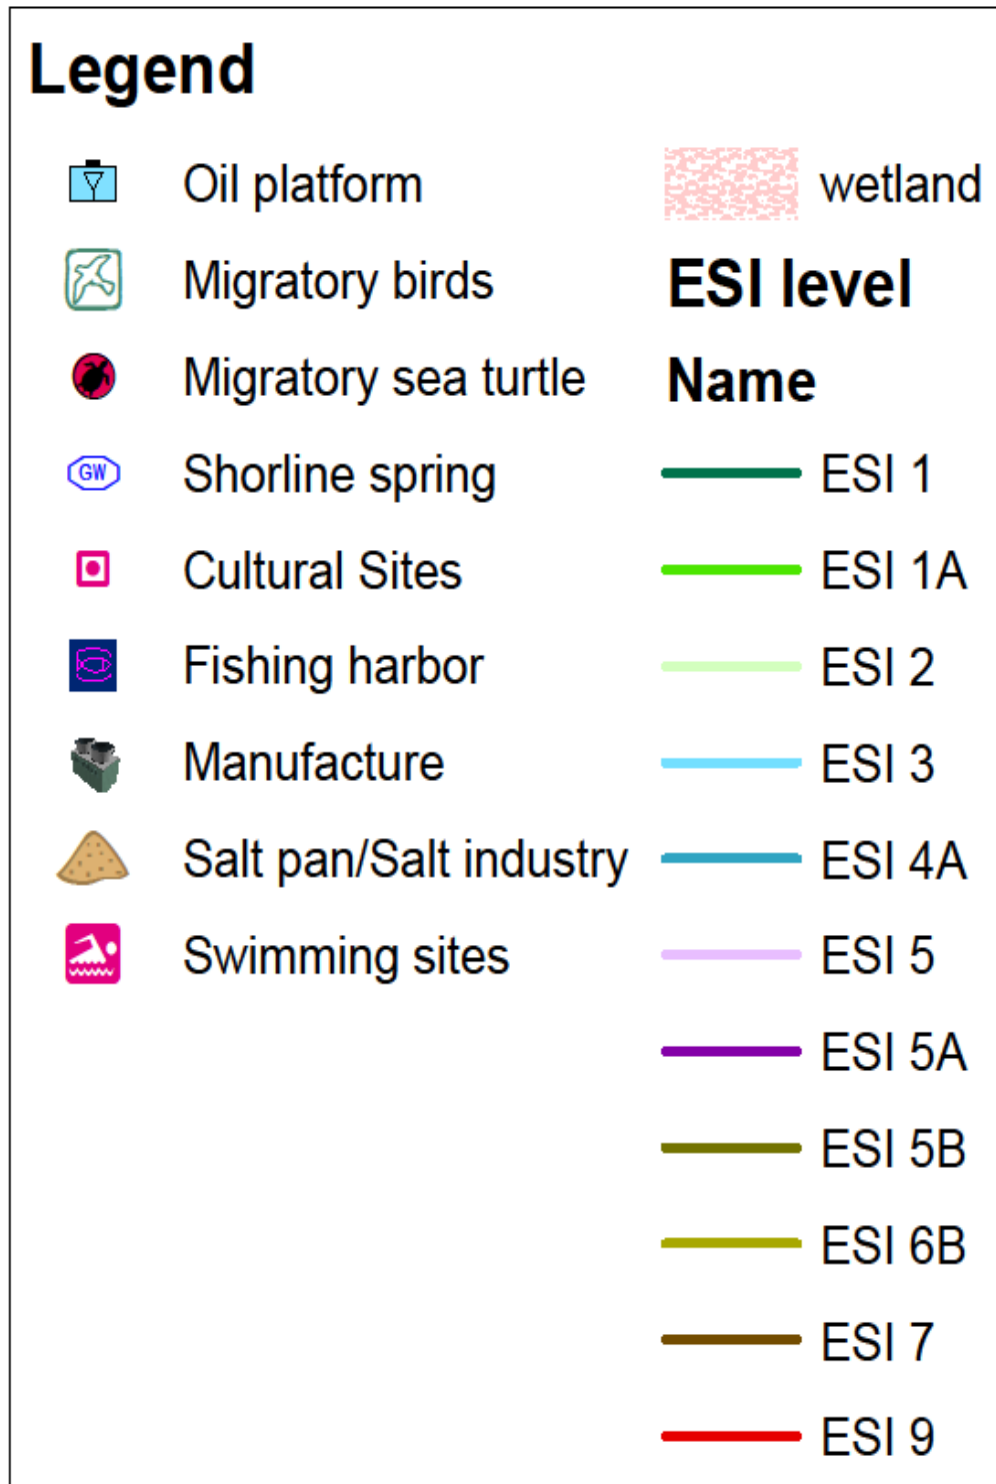 Legend
Oil platform
Migratory birds
Migratory sea turtle
GW
Shorline spring
Cultural Sites
Fishing harbor
Manufacture
Salt pan/Salt industry
Swimming sites
wetland
ESI level
Name
ESI 1
ESI 1A
ESI 2
ESI 3
ESI 4A
ESI 5
ESI 5A
ESI 5B
ESI 6B
ESI 7
ESI 9